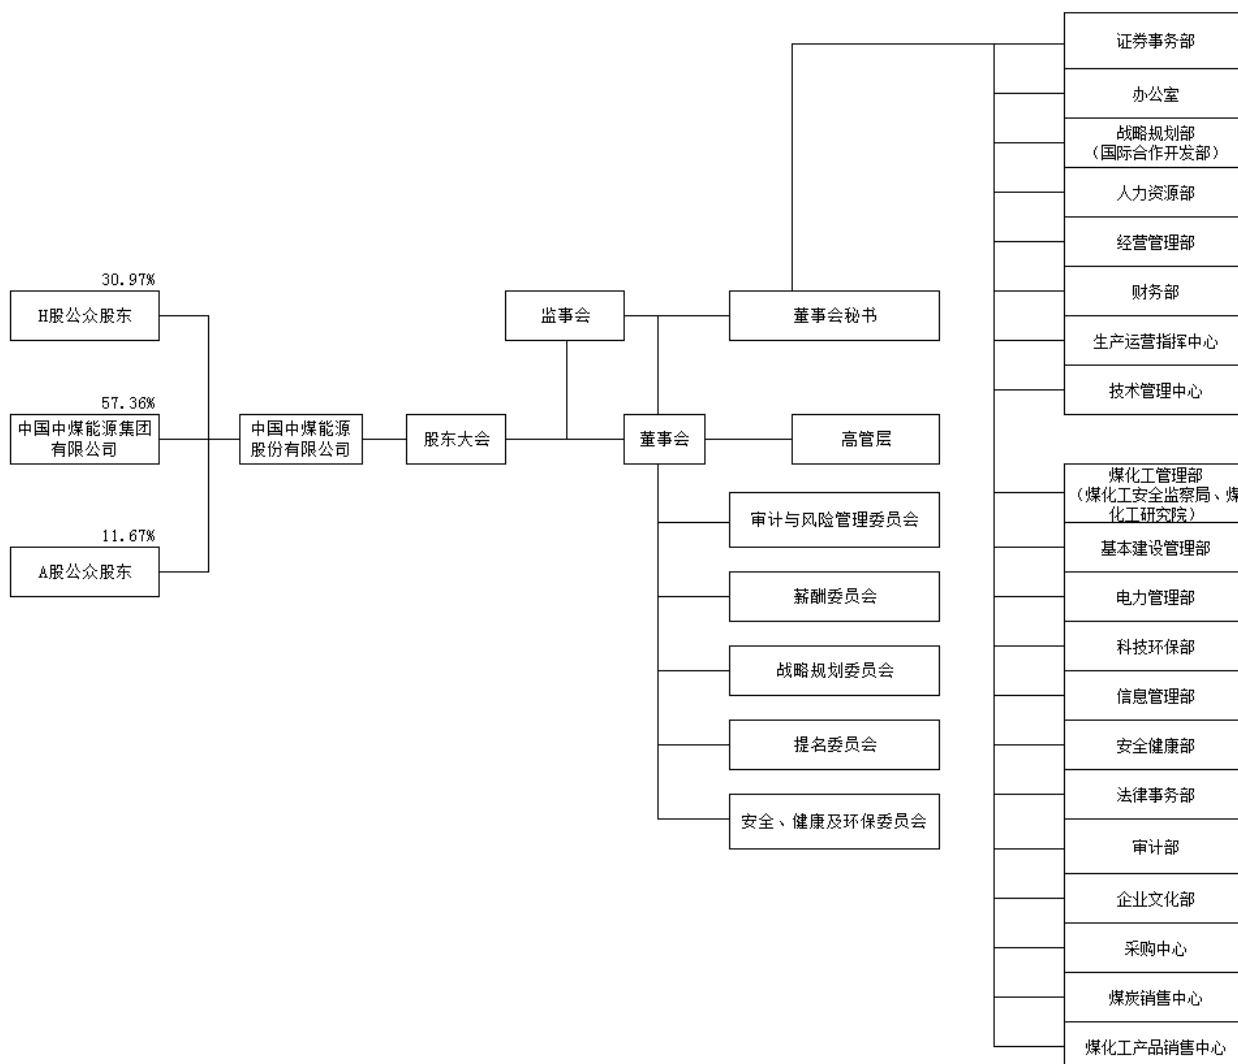 30.97%
H股公众股东
57.36%
中国中煤能源集团
有限公司
11.67%
A股公众股东
中国中煤能源
股份有限公司
股东大会
监事会
董事会
董事会秘书
高管层
审计与风险管理委员会
薪酬委员会
战略规划委员会
提名委员会
安全、健康及环保委员会
证券事务部
办公室
战略规划部
（国际合作开发部）
人力资源部
经营管理部
财务部
生产运营指挥中心
技术管理中心
煤化工管理部
（煤化工安全监察局、煤
化工研究院）
基本建设管理部
电力管理部
科技环保部
信息管理部
安全健康部
法律事务部
审计部
企业文化部
采购中心
煤炭销售中心
煤化工产品销售中心